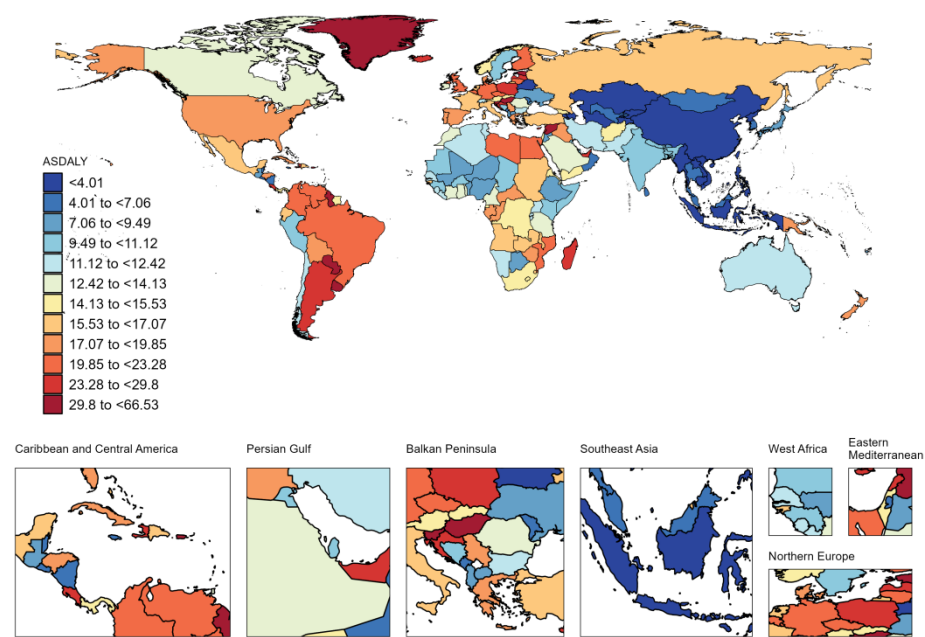 ASDALY
<4.01
4.01 to <7.06
7.06 to <9.49
9.49 to <11.12
11.12 to <12.42
12.42 to <14.13
14.13 to <15.53
15.53 to <17.07
17.07 to <19.85
19.85 to <23.28
23.28 to <29.8
29.8 to <66.53
Caribbean and Central America
Persian Gulf
Balkan Peninsula
Southeast Asia
West Africa
Eastern
Mediterranean
Northern Europe